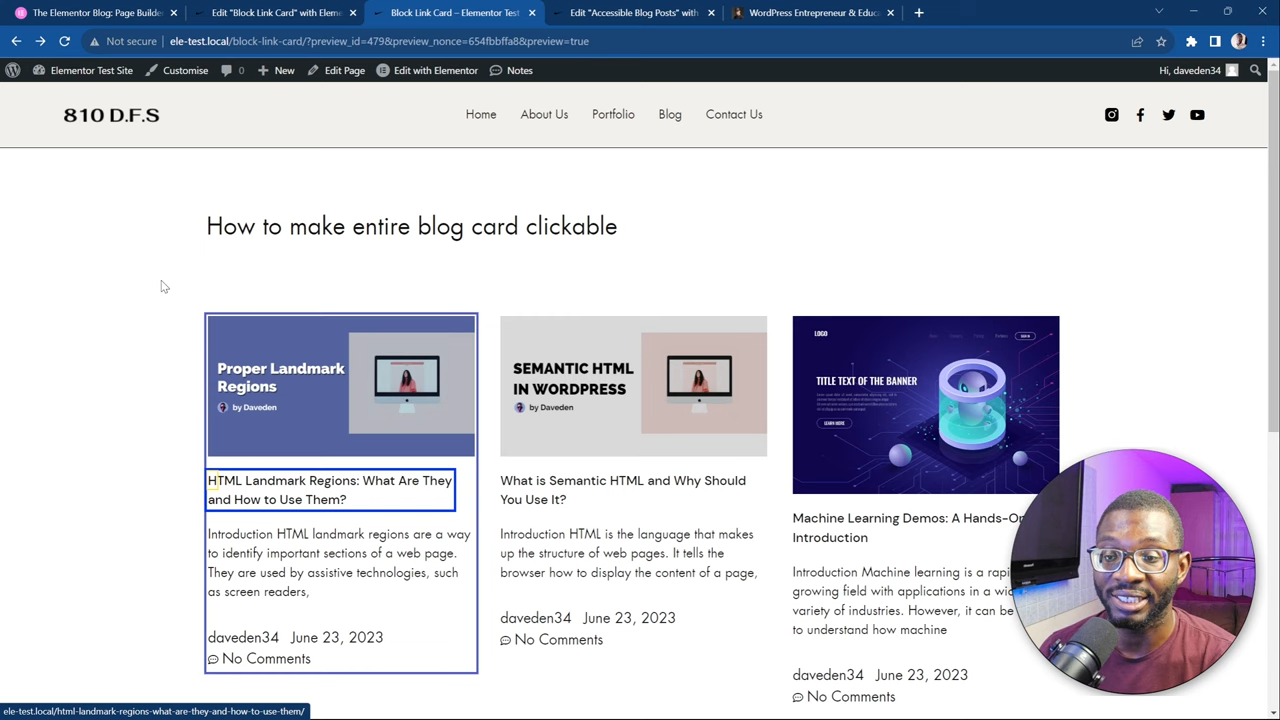 The Elementor Blog: Page Builder
Edit "Block Link Card" with Eleme
Block Link Card – Elementor Test
Edit "Accessible Blog Posts" with
WordPress Entrepreneur & Educ
Not secure
ele-test.local/block-link-card/?preview_id=479&preview_nonce=654fbbffa8&preview=true
Elementor Test Site
Customise
0
New
Edit Page
Edit with Elementor
Notes
Hi, daveden34
810 D.F.S
Home
About Us
Portfolio
Blog
Contact Us
How to make entire blog card clickable
Proper Landmark
Regions
by Daveden
HTML Landmark Regions: What Are They
and How to Use Them?
Introduction HTML landmark regions are a way
to identify important sections of a web page.
They are used by assistive technologies, such
as screen readers,
daveden34 June 23, 2023
No Comments
SEMANTIC HTML
IN WORDPRESS
by Daveden
What is Semantic HTML and Why Should
You Use It?
Introduction HTML is the language that makes
up the structure of web pages. It tells the
browser how to display the content of a page,
daveden34 June 23, 2023
No Comments
LOGO
TITLE TEXT OF THE BANNER
LEARN MORE
Machine Learning Demos: A Hands-On
Introduction
Introduction Machine learning is a rap
growing field with applications in a wi
variety of industries. However, it can be
to understand how machine
daveden34 June 23, 2023
No Comments
ele-test.local/html-landmark-regions-what-are-they-and-how-to-use-them/